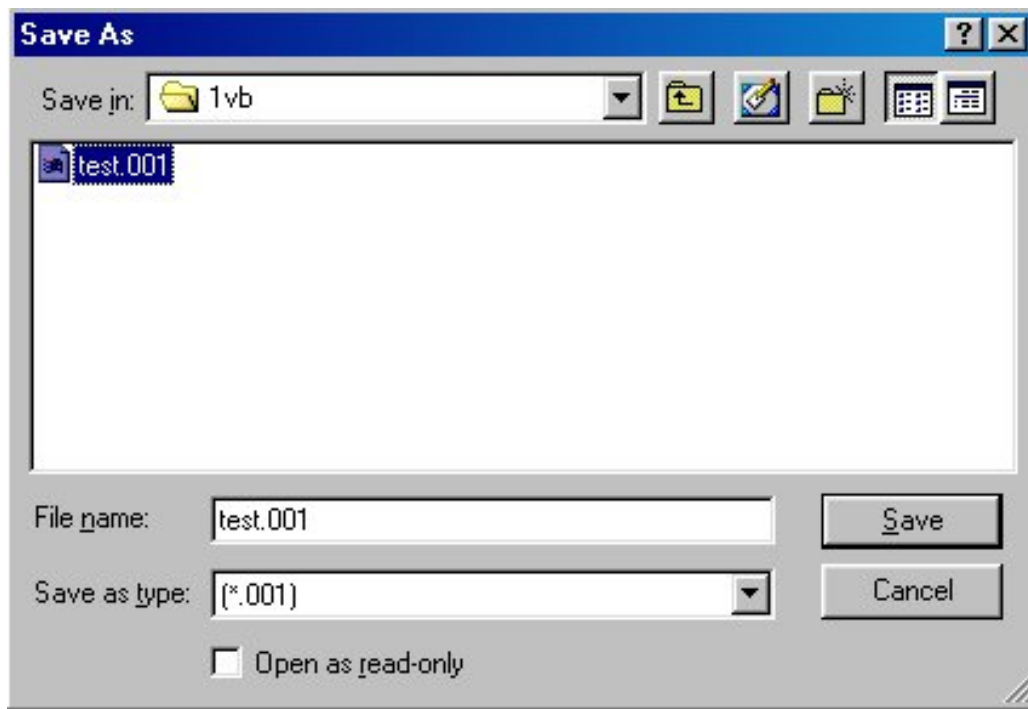 Save As
Save in: 1vb
test.001
File name: test.001 Save
Save as type: (*.001) Cancel
Open as read-only